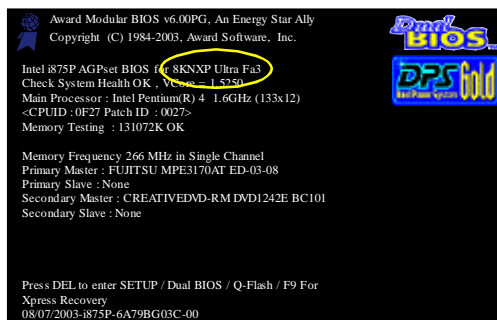 Award Modular BIOS v6.00PG, An Energy Star Ally
Copyright (C) 1984-2003, Award Software, Inc.
Dual
BIOS
Intel i875P AGPset BIOS for 8KNXP Ultra Fa3
Check System Health OK , VCore = 1.5250
Main Processor : Intel Pentium(R) 4 1.6GHz (133x12)
<CPUID : 0F27 Patch ID : 0027>
Memory Testing : 131072K OK
DPS Gold
Dual Power System
Memory Frequency 266 MHz in Single Channel
Primary Master : FUJITSU MPE3170AT ED-03-08
Primary Slave : None
Secondary Master : CREATIVEDVD-RM DVD1242E BC101
Secondary Slave : None
Press DEL to enter SETUP / Dual BIOS / Q-Flash / F9 For
Xpress Recovery
08/07/2003-i875P-6A79BG03C-00